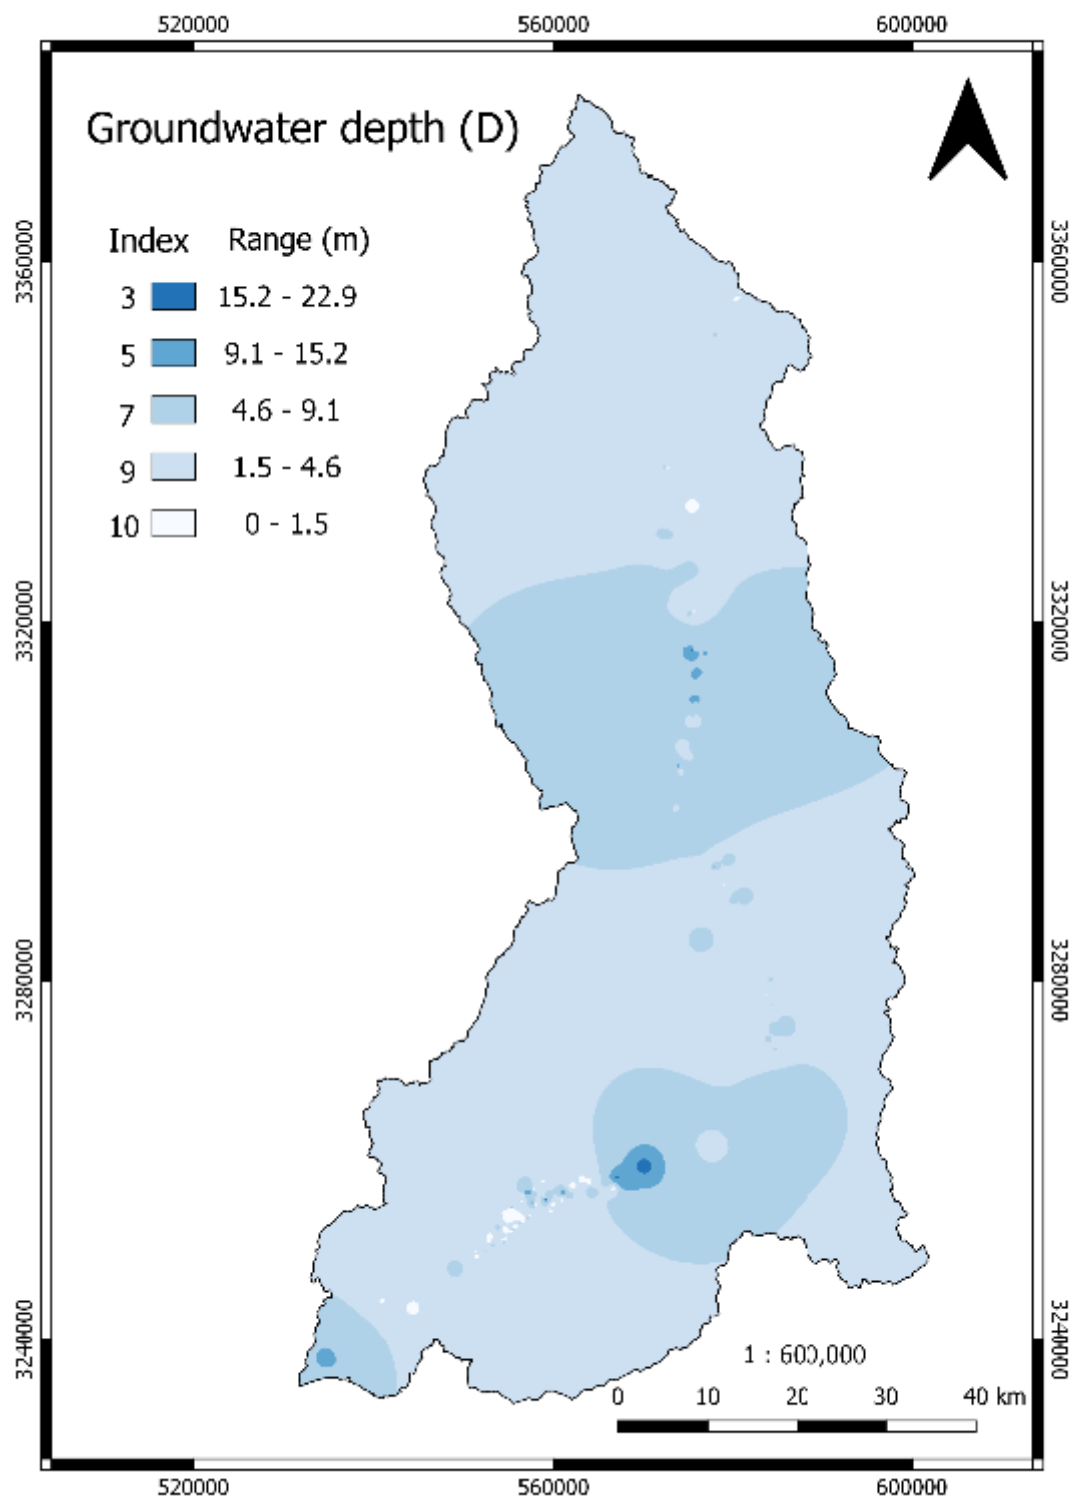 520000 560000 600000
Groundwater depth (D)
Index Range (m)
3 15.2 - 22.9
5 9.1 - 15.2
7 4.6 - 9.1
9 1.5 - 4.6
10 0 - 1.5
3360000 3360000
3320000 3320000
3280000 3280000
3240000 3240000
1 : 600,000
0 10 20 30 40 km
520000 560000 600000